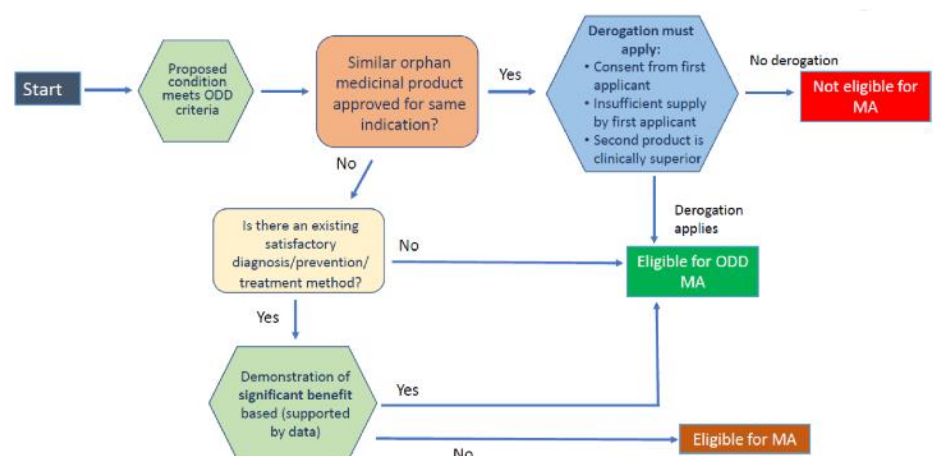 Start
Proposed
condition
meets ODD
criteria
Similar orphan
medicinal product
approved for same
indication?
Yes
Derogation must
apply:
• Consent from first
applicant
• Insufficient supply
by first applicant
• Second product is
clinically superior
No derogation
Not eligible for
MA
No
Derogation
applies
Is there an existing
satisfactory
diagnosis/prevention/
treatment method?
No
Eligible for ODD
MA
Yes
Demonstration of
significant benefit
based (supported
by data)
Yes
No
Eligible for MA